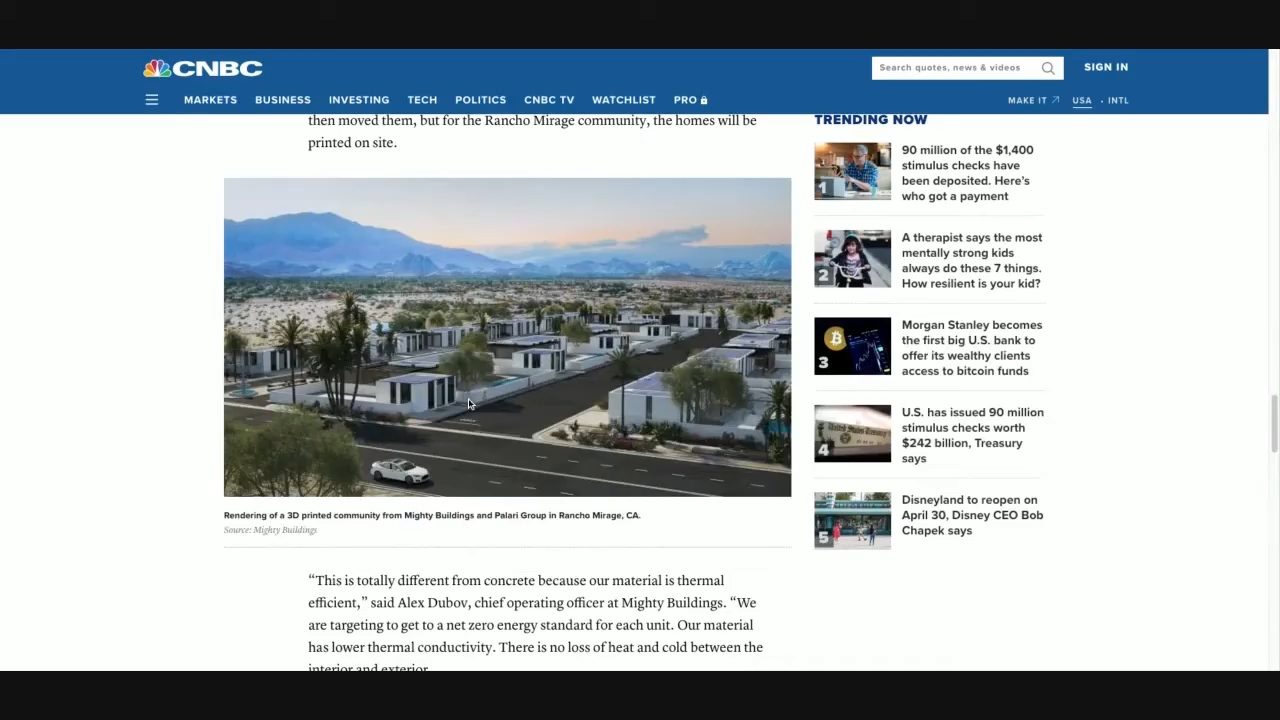 CNBC
Search quotes, news & videos
SIGN IN
MARKETS BUSINESS INVESTING TECH POLITICS CNBC TV WATCHLIST PRO
MAKE IT USA • INTL
then moved them, but for the Rancho Mirage community, the homes will be
printed on site.
Rendering of a 3D printed community from Mighty Buildings and Palari Group in Rancho Mirage, CA.
Source: Mighty Buildings
“This is totally different from concrete because our material is thermal
efficient,” said Alex Dubov, chief operating officer at Mighty Buildings. “We
are targeting to get to a net zero energy standard for each unit. Our material
has lower thermal conductivity. There is no loss of heat and cold between the
interior and exterior.
TRENDING NOW
1
90 million of the $1,400
stimulus checks have
been deposited. Here’s
who got a payment
2
A therapist says the most
mentally strong kids
always do these 7 things.
How resilient is your kid?
3
Morgan Stanley becomes
the first big U.S. bank to
offer its wealthy clients
access to bitcoin funds
4
U.S. has issued 90 million
stimulus checks worth
$242 billion, Treasury
says
5
Disneyland to reopen on
April 30, Disney CEO Bob
Chapek says